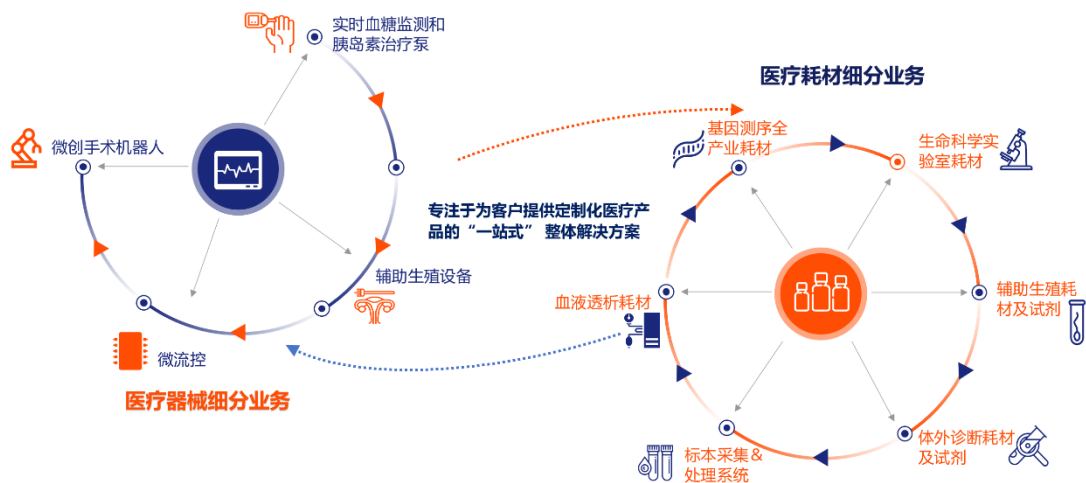 实时血糖监测和
胰岛素治疗泵
微创手术机器人
辅助生殖设备
微流控
医疗器械细分业务
专注于为客户提供定制化医疗产
品的“一站式” 整体解决方案
医疗耗材细分业务
基因测序全
产业耗材
生命科学实
验室耗材
血液透析耗材
辅助生殖耗
材及试剂
标本采集&
处理系统
体外诊断耗材
及试剂